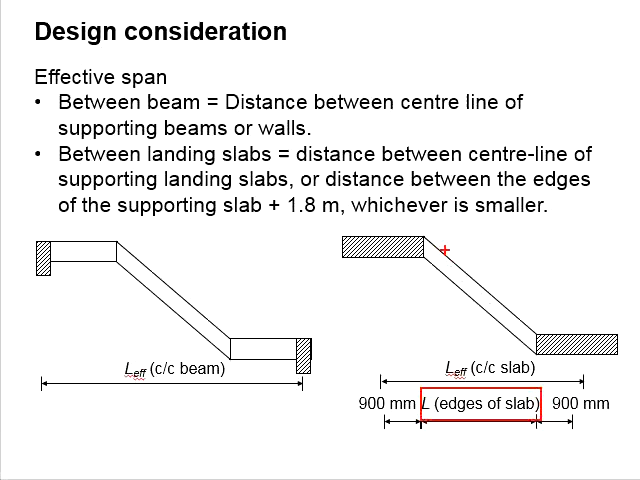 Design consideration
Effective span
• Between beam = Distance between centre line of
supporting beams or walls.
• Between landing slabs = distance between centre-line of
supporting landing slabs, or distance between the edges
of the supporting slab + 1.8 m, whichever is smaller.
Leff (c/c beam)
Leff (c/c slab)
900 mm L (edges of slab) 900 mm